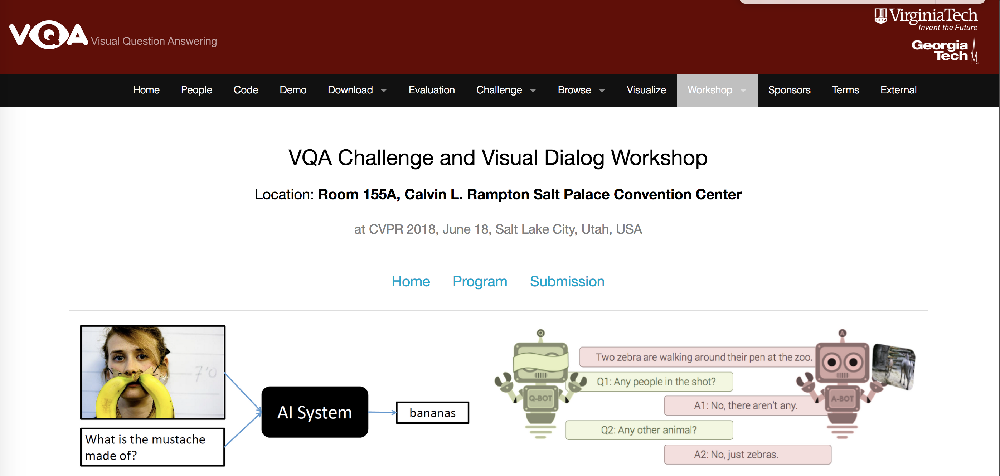 VQA Visual Question Answering
1872 VirginiaTech
Invent the Future
Georgia
Tech
Home People Code Demo Download Evaluation Challenge Browse Visualize Workshop Sponsors Terms External
VQA Challenge and Visual Dialog Workshop
Location: Room 155A, Calvin L. Rampton Salt Palace Convention Center
at CVPR 2018, June 18, Salt Lake City, Utah, USA
Home Program Submission
7'0
What is the mustache
made of?
AI System
bananas
Q
A
Two zebra are walking around their pen at the zoo.
Q1: Any people in the shot?
Q-BOT
A-BOT
A1: No, there aren't any.
Q2: Any other animal?
A2: No, just zebras.